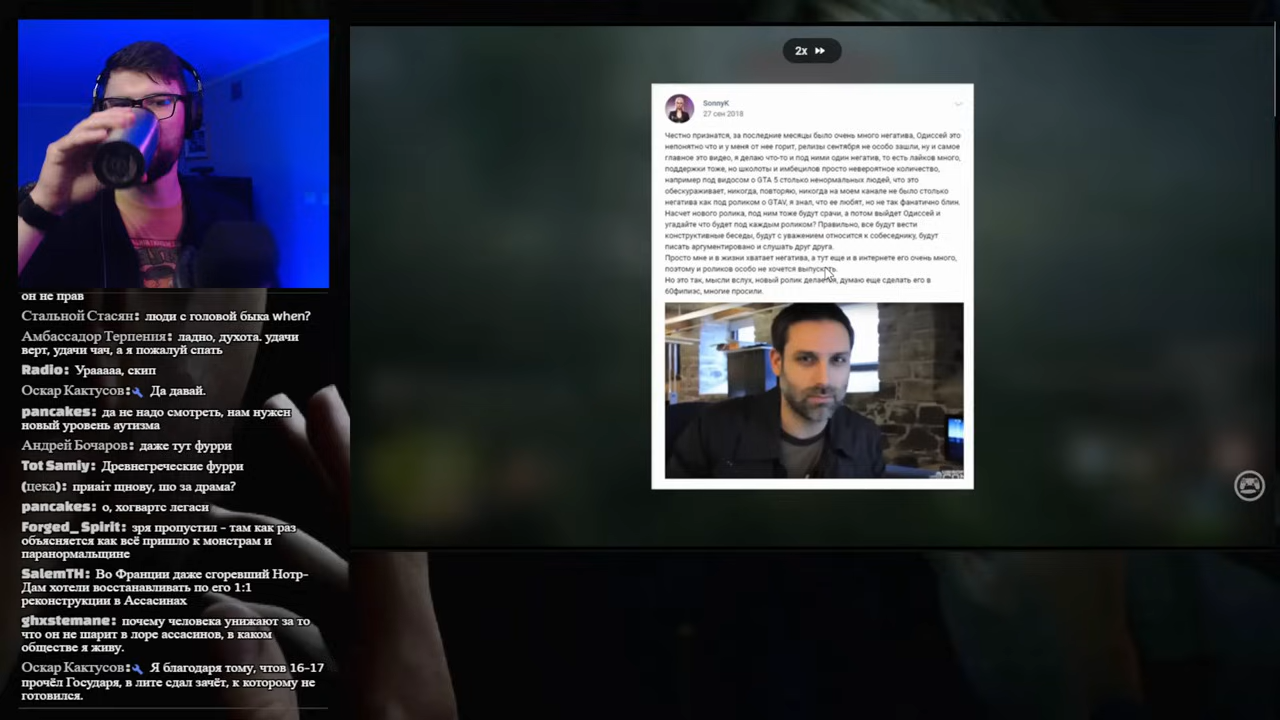 он не прав
Стальной Стасян: люди с головой быка when?
Амбассадор Терпения: ладно, духота. удачи
верт, удачи чач, а я пожалуй спать
Radio: Урааааа, скип
Оскар Кактусов: Да давай.
pancakes: да не надо смотреть, нам нужен
новый уровень аутизма
Андрей Бочаров: даже тут фурри
Tot Samiy: Древнегреческие фурри
(цека): приаіт щнову, шо за драма?
pancakes: о, хогвартс легаси
Forged_Spirit: зря пропустил - там как раз
объясняется как всё пришло к монстрам и
паранормальщине
SalemTH: Во Франции даже сгоревший Нотр-
Дам хотели восстанавливать по его 1:1
реконструкции в Ассасинах
ghxstemane: почему человека унижают за то
что он не шарит в лоре ассасинов, в каком
обществе я живу.
Оскар Кактусов: Я благодаря тому, чтов 16-17
прочёл Государя, в лите сдал зачёт, к которому не
готовился.
2x
SonnyK
27 сен 2018
Честно признатся, за последние месяцы было очень много негатива, Одиссей это
непонятно что и у меня от нее горит, релизы сентября не особо зашли, ну и самое
главное это видео, я делаю что-то и под ними один негатив, то есть лайков много,
поддержки тоже, но школоты и имбецилов просто невероятное количество,
например под видосом о GTA 5 столько ненормальных людей, что это
обескураживает, никогда, повторяю, никогда на моем канале не было столько
негатива как под роликом о GTAV, я знал, что ее любят, но не так фанатично блин.
Насчет нового ролика, под ним тоже будут срачи, а потом выйдет Одиссей и
угадайте что будет под каждым роликом? Правильно, все будут вести
конструктивные беседы, будут с уважением относится к собеседнику, будут
писать аргументировано и слушать друг друга.
Просто мне и в жизни хватает негатива, а тут еще и в интернете его очень много,
поэтому и роликов особо не хочется выпускать.
Но это так, мысли вслух, новый ролик делается, думаю еще сделать его в
60фипиэс, многие просили.